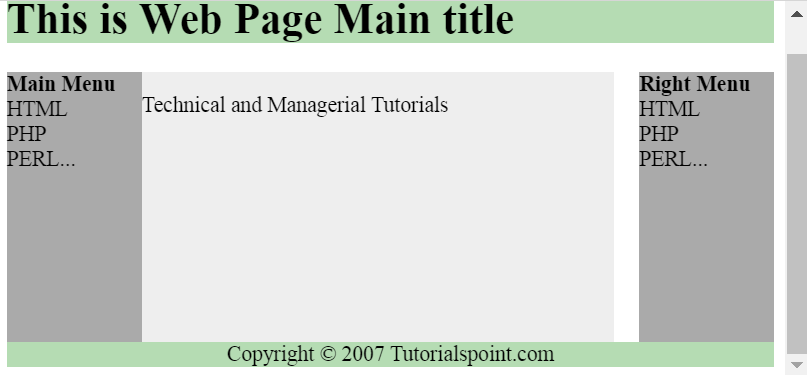 This is Web Page Main title
Main Menu
HTML
PHP
PERL...
Technical and Managerial Tutorials
Right Menu
HTML
PHP
PERL...
Copyright © 2007 Tutorialspoint.com